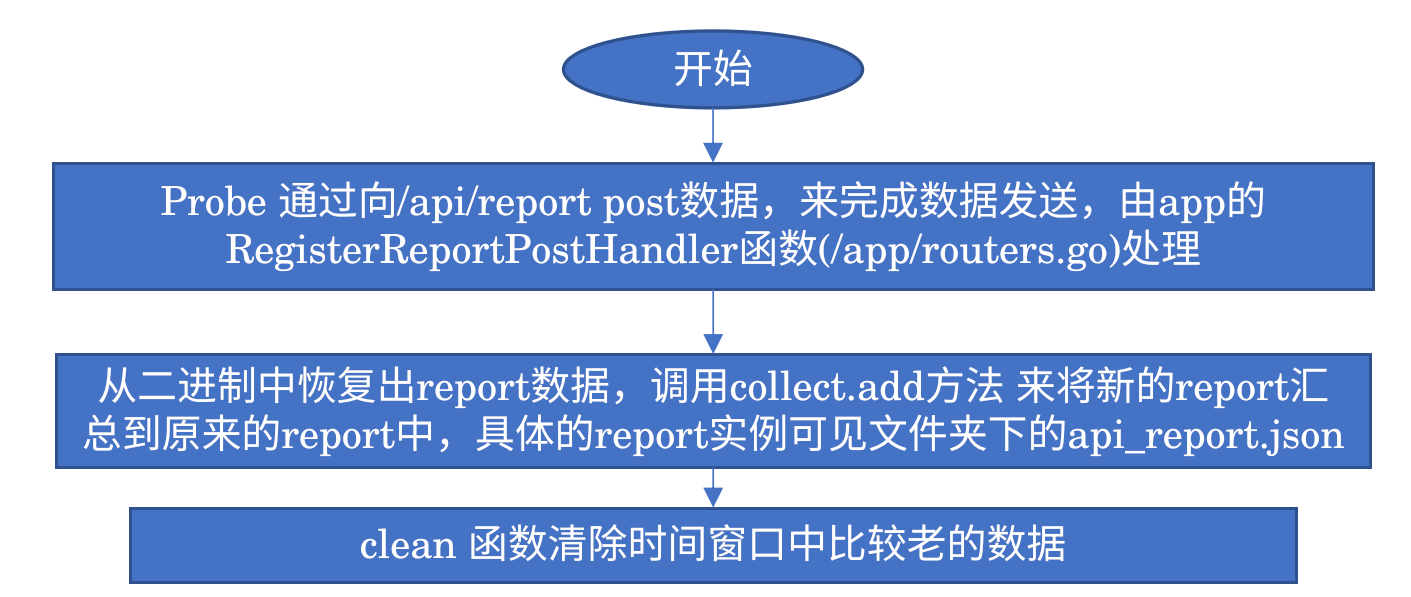 开始
Probe 通过向/api/report post数据，来完成数据发送，由app的
RegisterReportPostHandler函数(/app/routers.go)处理
从二进制中恢复出report数据，调用collect.add方法 来将新的report汇
总到原来的report中，具体的report实例可见文件夹下的api_report.json
clean 函数清除时间窗口中比较老的数据